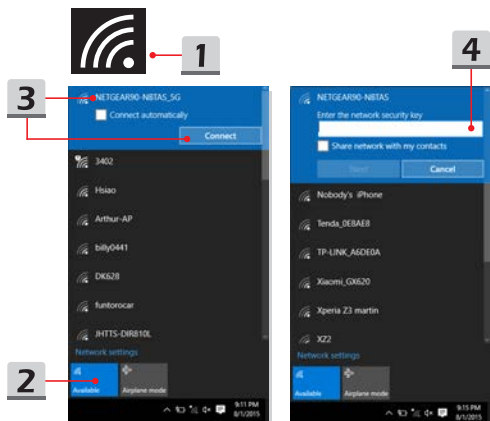 1
4
3
2
NETGEAR90-N8TAS_5G
Connect automatically
Connect
3402
Hsiao
Arthur-AP
billy0441
DK628
funtorocar
JHTTS-DIR810L
Network settings
Available
Airplane mode
9:11 PM
8/1/2015
NETGEAR90-N8TAS
Enter the network security key
Share network with my contacts
Next
Cancel
Nobody's iPhone
Tenda_0E8AE8
TP-LINK_A6DE0A
Xiaomi_GX620
Xperia Z3 martin
XZ2
Network settings
Available
Airplane mode
9:15 PM
8/1/2015